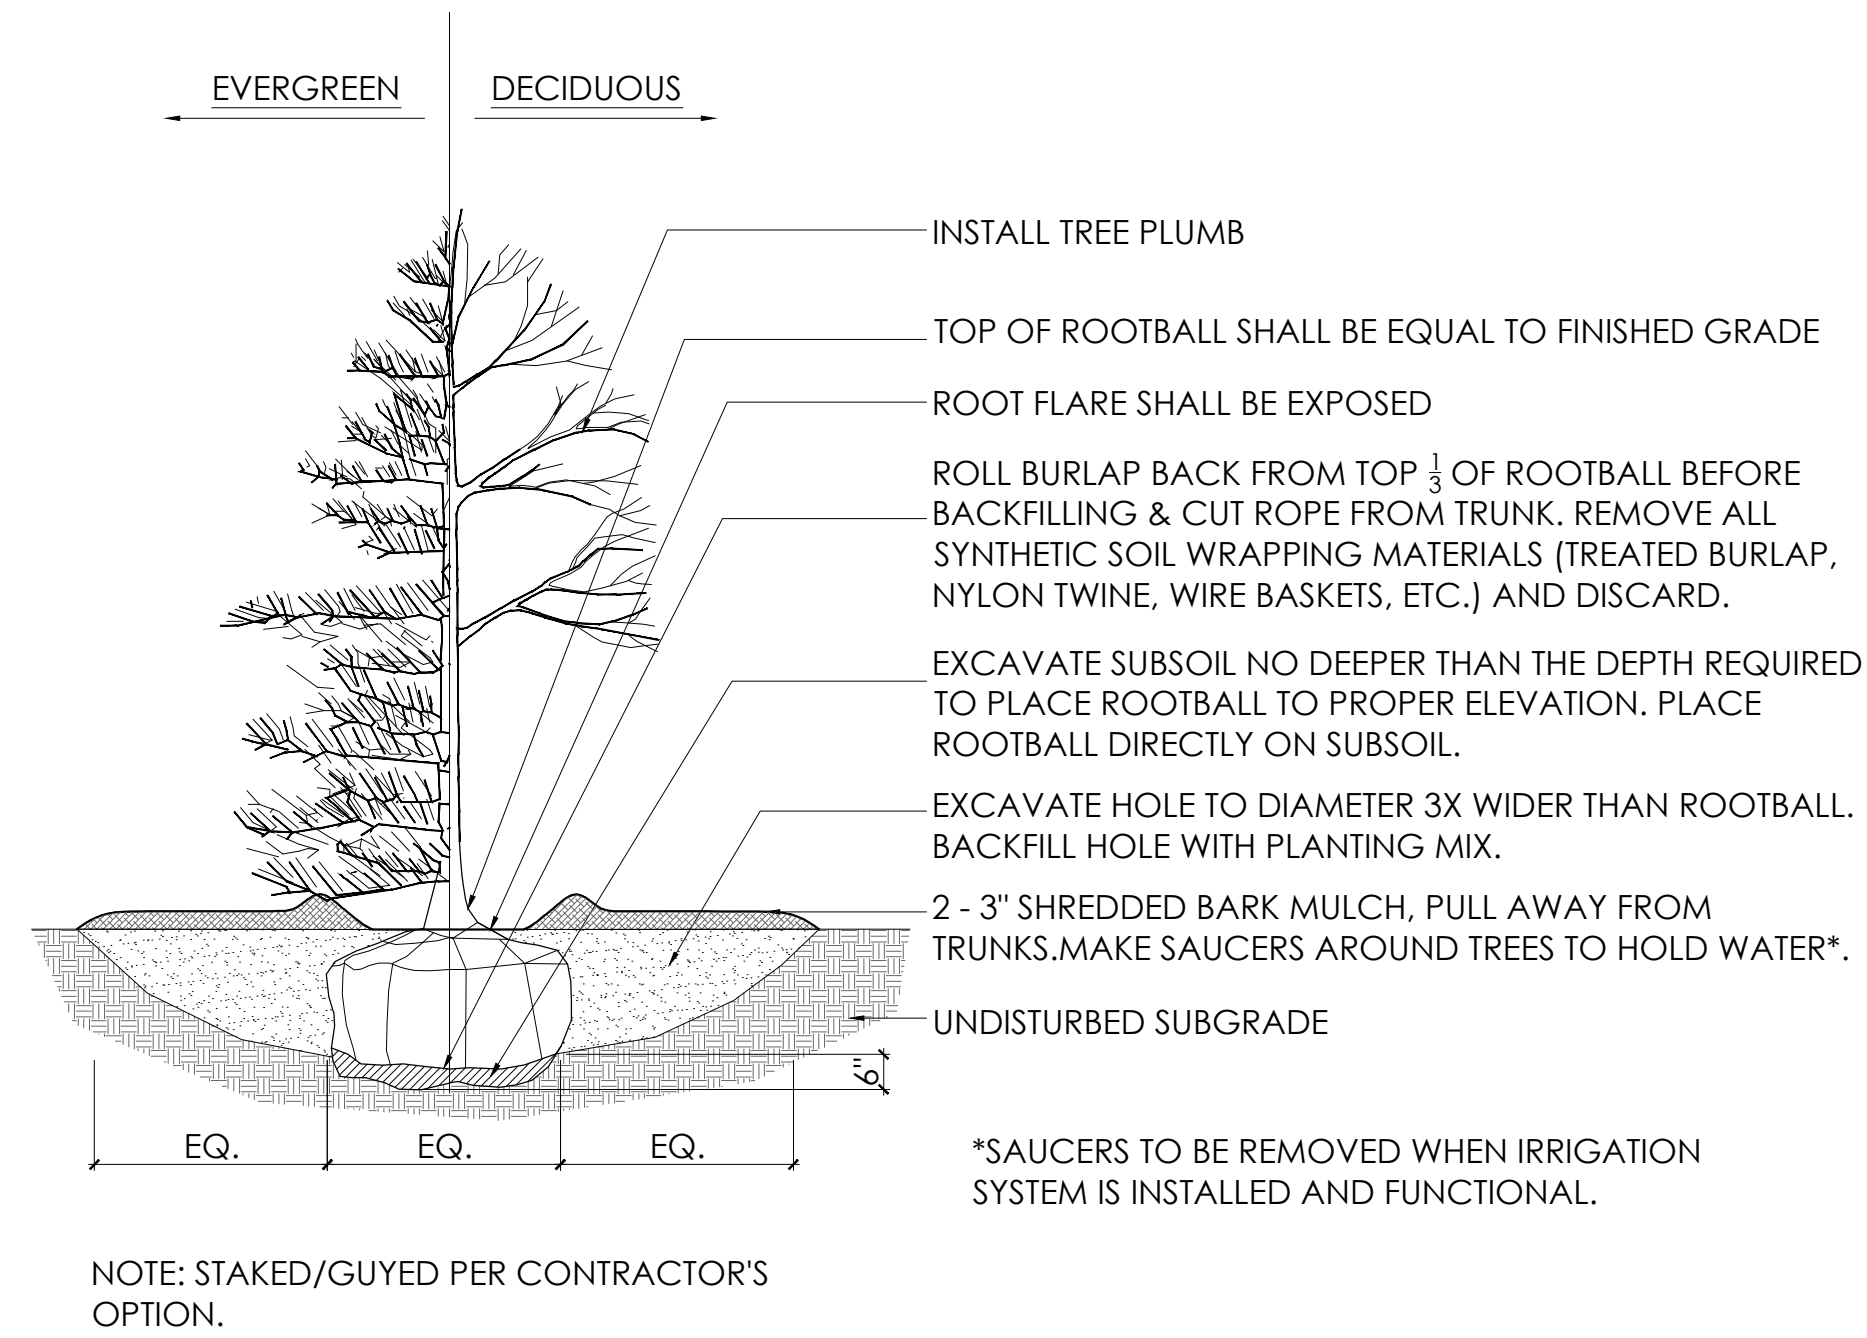 EVERGREEN
DECIDUOUS
INSTALL TREE PLUMB
TOP OF ROOTBALL SHALL BE EQUAL TO FINISHED GRADE
ROOT FLARE SHALL BE EXPOSED
ROLL BURLAP BACK FROM TOP 1/3 OF ROOTBALL BEFORE
BACKFILLING & CUT ROPE FROM TRUNK. REMOVE ALL
SYNTHETIC SOIL WRAPPING MATERIALS (TREATED BURLAP,
NYLON TWINE, WIRE BASKETS, ETC.) AND DISCARD.
EXCAVATE SUBSOIL NO DEEPER THAN THE DEPTH REQUIRED
TO PLACE ROOTBALL TO PROPER ELEVATION. PLACE
ROOTBALL DIRECTLY ON SUBSOIL.
EXCAVATE HOLE TO DIAMETER 3X WIDER THAN ROOTBALL.
BACKFILL HOLE WITH PLANTING MIX.
2 - 3" SHREDDED BARK MULCH, PULL AWAY FROM
TRUNKS.MAKE SAUCERS AROUND TREES TO HOLD WATER*.
UNDISTURBED SUBGRADE
6"
EQ.
EQ.
EQ.
*SAUCERS TO BE REMOVED WHEN IRRIGATION
SYSTEM IS INSTALLED AND FUNCTIONAL.
NOTE: STAKED/GUYED PER CONTRACTOR'S
OPTION.